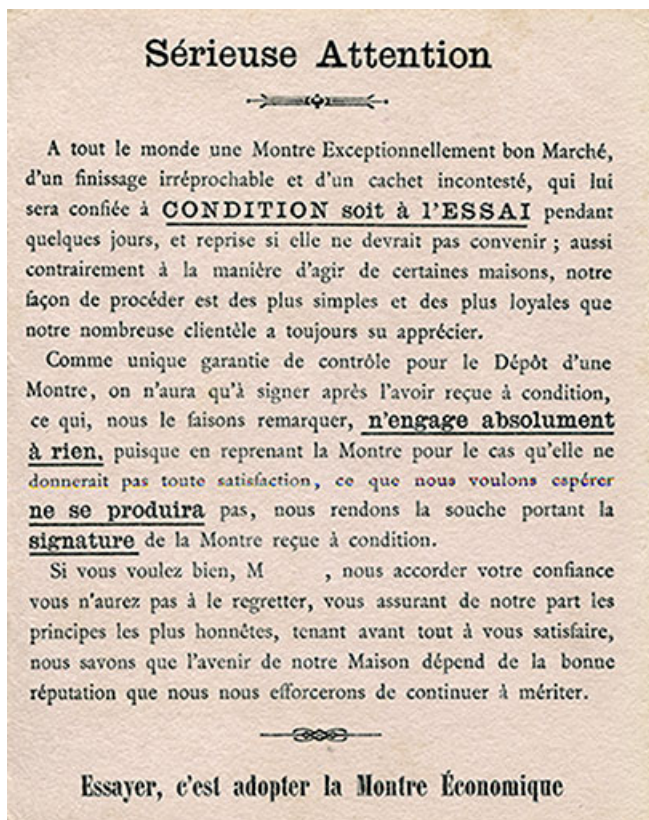 Sérieuse Attention
A tout le monde une Montre Exceptionnellement bon Marché,
d'un finissage irréprochable et d'un cachet incontesté, qui lui
sera confiée à CONDITION soit à l'ESSAI pendant
quelques jours, et reprise si elle ne devrait pas convenir ; aussi
contrairement à la manière d'agir de certaines maisons, notre
façon de procéder est des plus simples et des plus loyales que
notre nombreuse clientèle a toujours su apprécier.
Comme unique garantie de contrôle pour le Dépôt d'une
Montre, on n'aura qu'à signer après l'avoir reçue à condition,
ce qui, nous le faisons remarquer, n'engage absolument
à rien, puisque en reprenant la Montre pour le cas qu'elle ne
donnerait pas toute satisfaction, ce que nous voulons espérer
ne se produira pas, nous rendons la souche portant la
signature de la Montre reçue à condition.
Si vous voulez bien, M , nous accorder votre confiance
vous n'aurez pas à le regretter, vous assurant de notre part les
principes les plus honnêtes, tenant avant tout à vous satisfaire,
nous savons que l'avenir de notre Maison dépend de la bonne
réputation que nous nous efforcerons de continuer à mériter.
Essayer, c'est adopter la Montre Économique